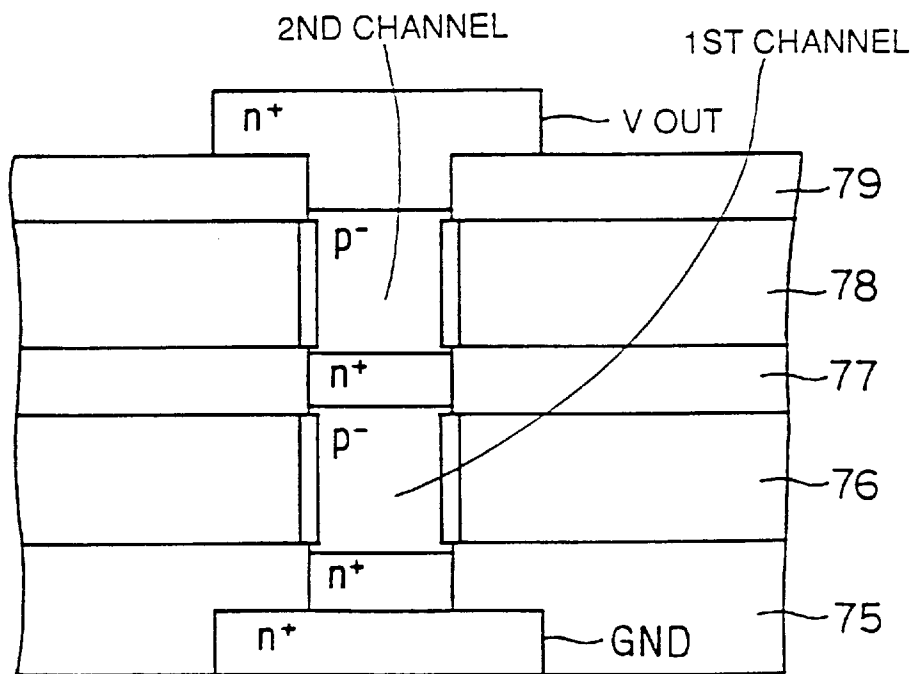 2ND CHANNEL
1ST CHANNEL
n+
V OUT
79
p-
78
n+
77
p-
76
n+
75
n+
GND